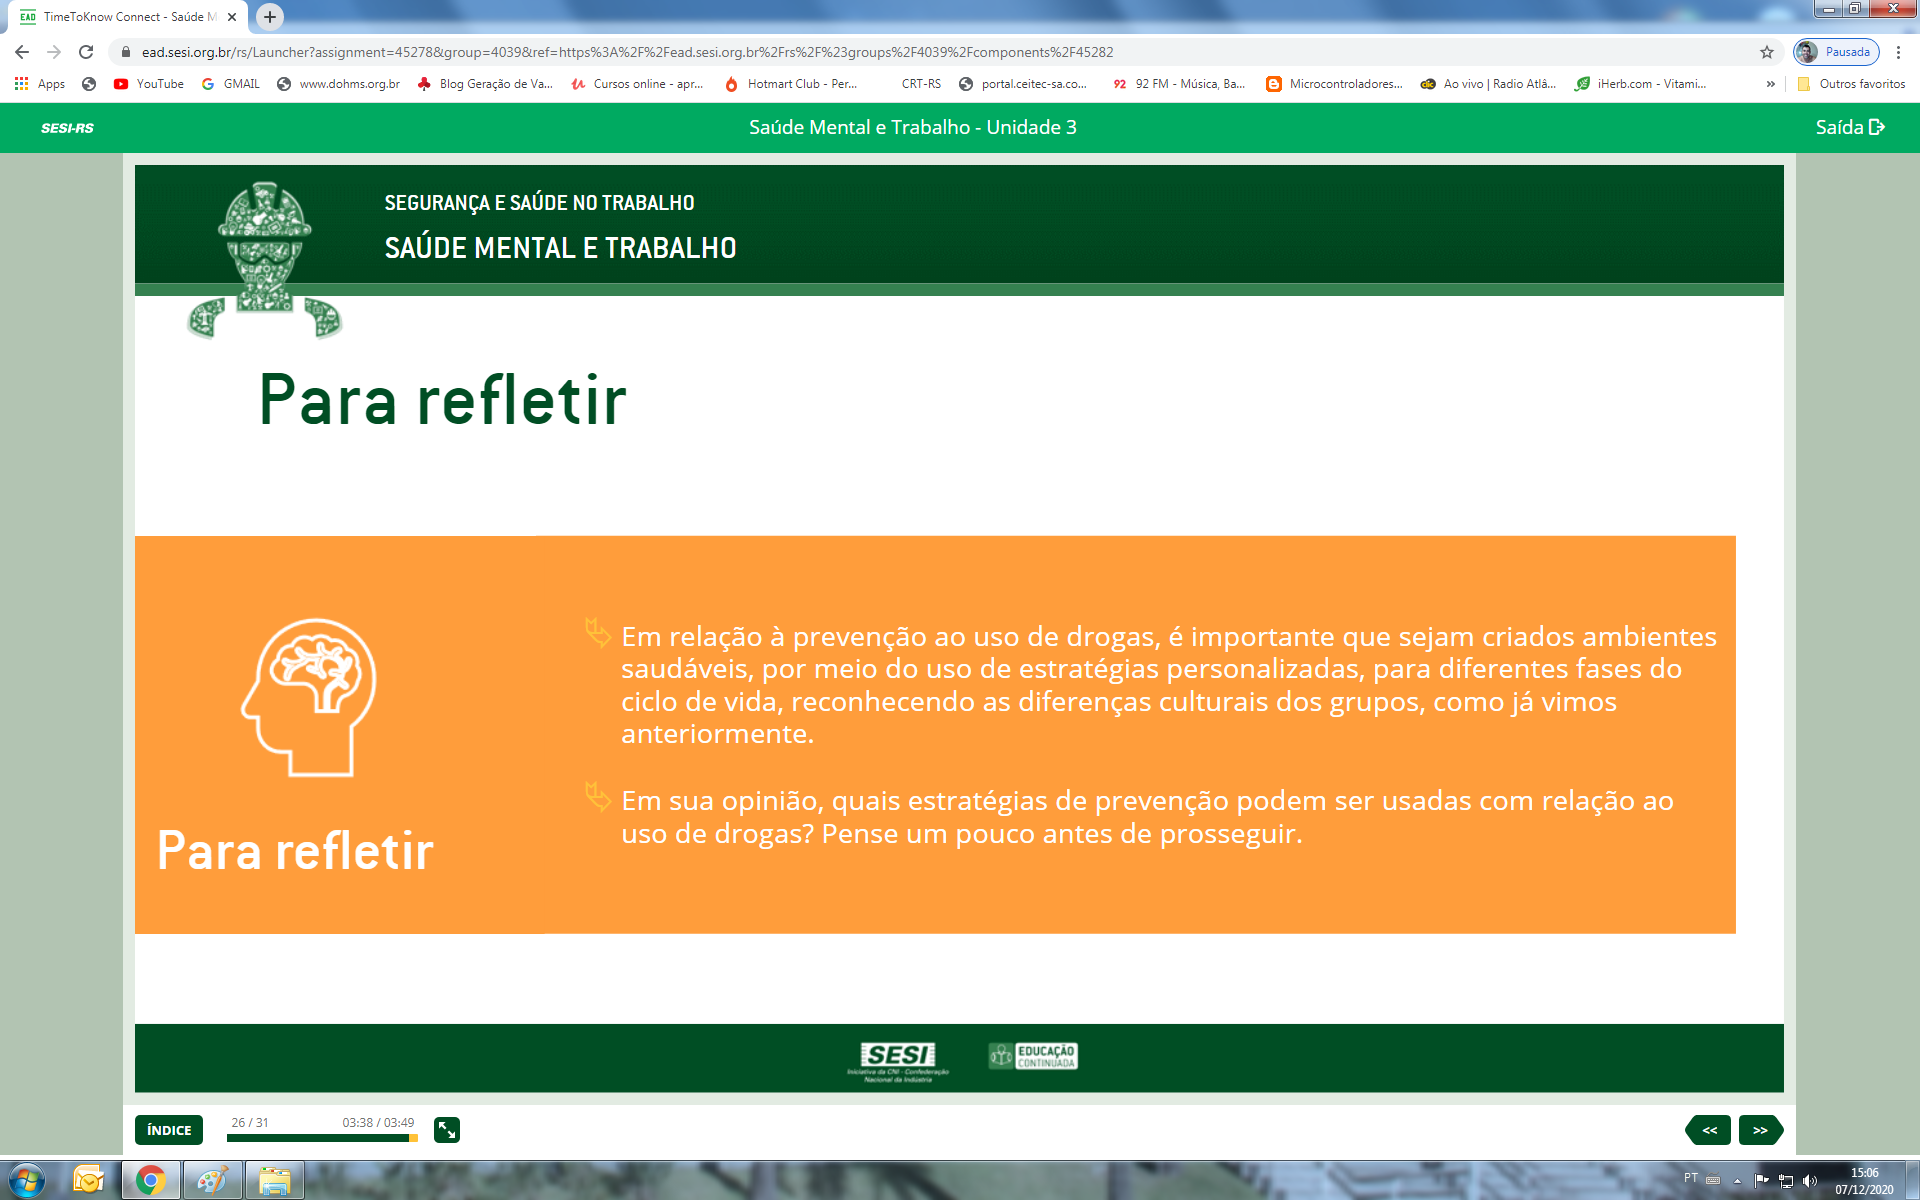 EAD TimeToKnow Connect - Saúde M
ead.sesi.org.br/rs/Launcher?assignment=45278&group=4039&ref=https%3A%2F%2Fead.sesi.org.br%2Frs%2F%23groups%2F4039%2Fcomponents%2F45282
Pausada
Apps YouTube GMAIL www.dohms.org.br Blog Geração de Va... Cursos online - apr... Hotmart Club - Per... CRT-RS portal.ceitec-sa.co... 92 92 FM - Música, Ba... Microcontroladores... Ao vivo | Radio Atlâ... iHerb.com - Vitami... » Outros favoritos
SESI-RS Saúde Mental e Trabalho - Unidade 3 Saída
SEGURANÇA E SAÚDE NO TRABALHO
SAÚDE MENTAL E TRABALHO
Para refletir
Para refletir
Em relação à prevenção ao uso de drogas, é importante que sejam criados ambientes
saudáveis, por meio do uso de estratégias personalizadas, para diferentes fases do
ciclo de vida, reconhecendo as diferenças culturais dos grupos, como já vimos
anteriormente.
Em sua opinião, quais estratégias de prevenção podem ser usadas com relação ao
uso de drogas? Pense um pouco antes de prosseguir.
SESI
Iniciativa da CNI - Confederação
Nacional da Indústria
EDUCAÇÃO
CONTINUADA
ÍNDICE 26 / 31 03:38 / 03:49 << >>
PT 15:06
07/12/2020